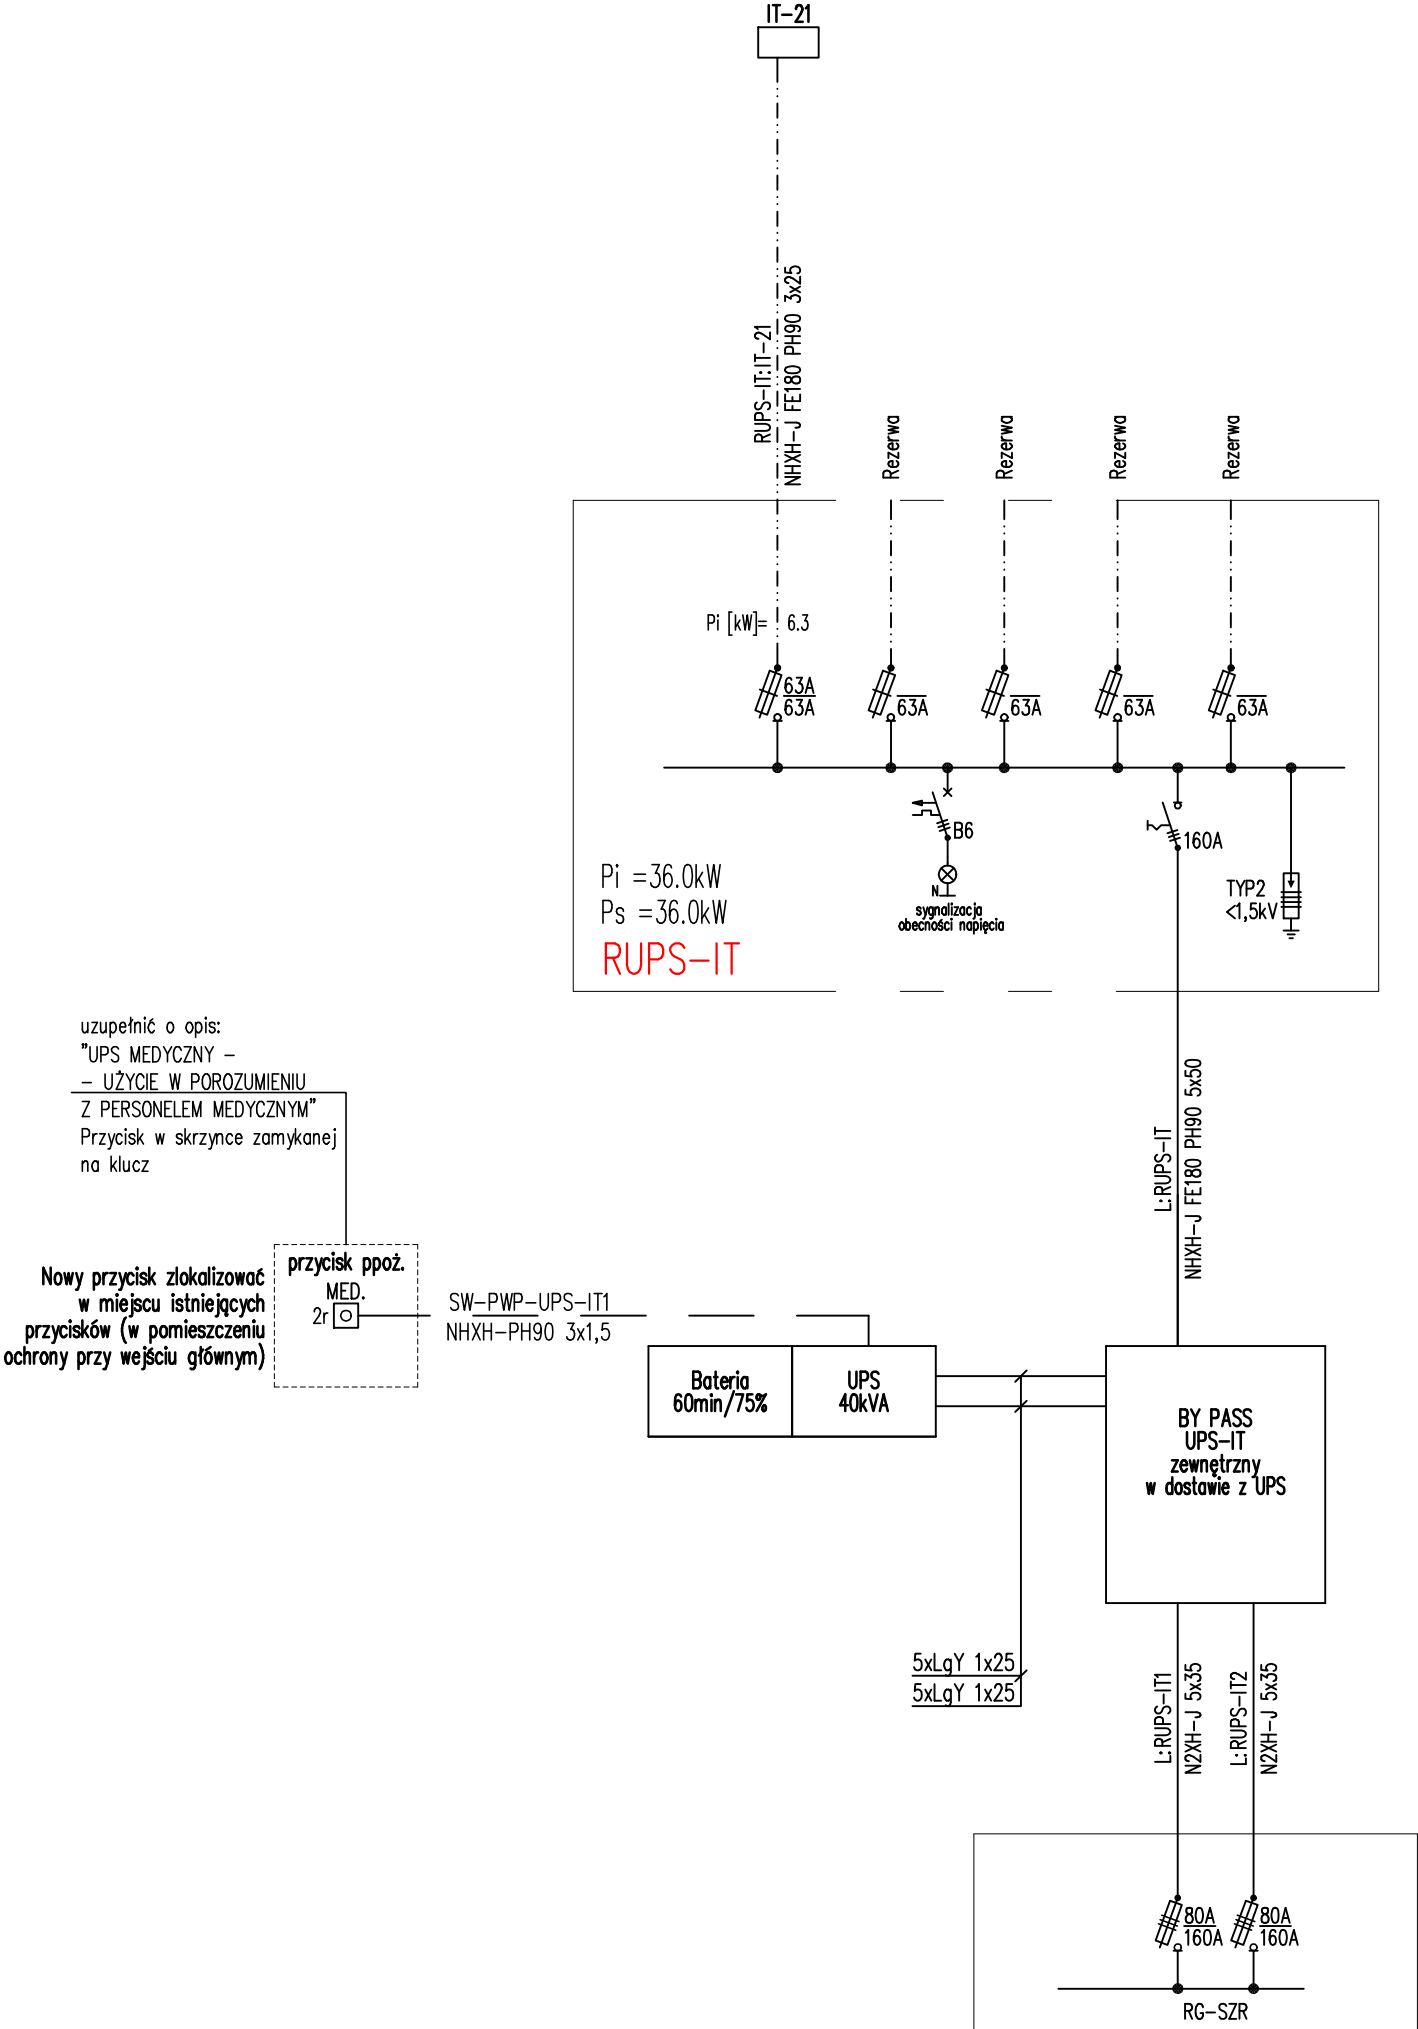 IT-21
RUPS-IT:IT-21
NHXH-J FE180 PH90 3x25
Rezerwa
Rezerwa
Rezerwa
Rezerwa
Pi [kW]= 6.3
63A
63A
63A
63A
63A
63A
B6
160A
N
sygnalizacja
obecności napięcia
TYP2
<1,5kV
Pi =36.0kW
Ps =36.0kW
RUPS-IT
uzupełnić o opis:
"UPS MEDYCZNY -
- UŻYCIE W POROZUMIENIU
Z PERSONELEM MEDYCZNYM"
Przycisk w skrzynce zamykanej
na klucz
L:RUPS-IT
NHXH-J FE180 PH90 5x50
Nowy przycisk zlokalizować
w miejscu istniejących
przycisków (w pomieszczeniu
ochrony przy wejściu głównym)
przycisk ppoż.
MED.
2r
SW-PWP-UPS-IT1
NHXH-PH90 3x1,5
Bateria
60min/75%
UPS
40kVA
BY PASS
UPS-IT
zewnętrzny
w dostawie z UPS
5xLgY 1x25
5xLgY 1x25
L:RUPS-IT1
N2XH-J 5x35
L:RUPS-IT2
N2XH-J 5x35
80A
160A
80A
160A
RG-SZR